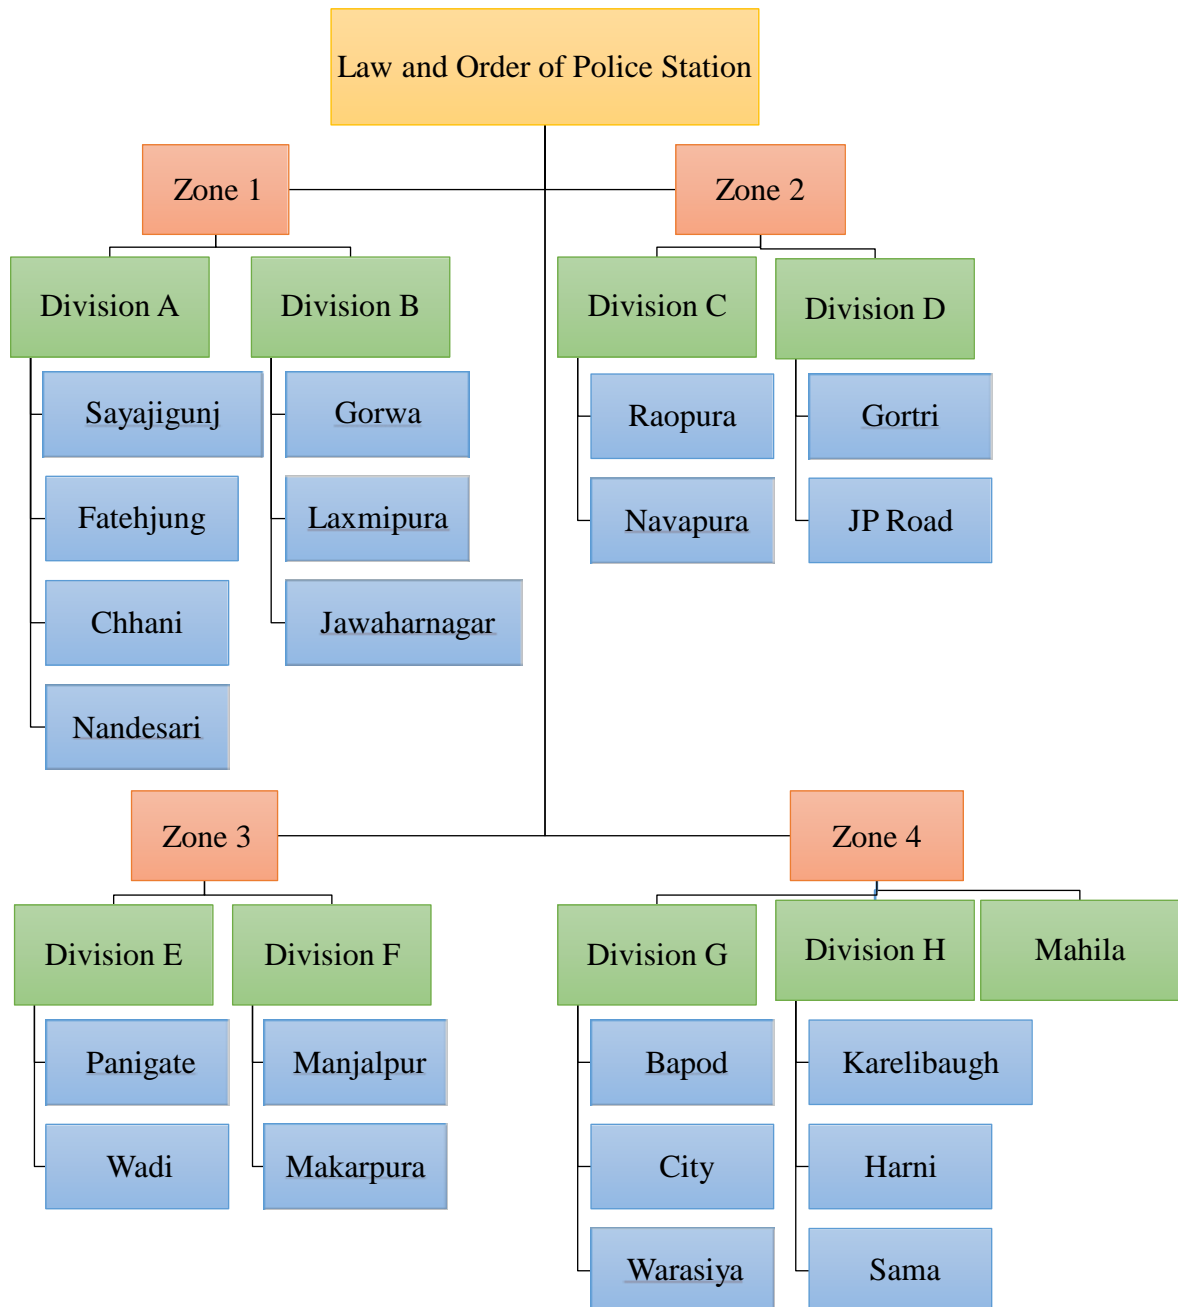 Law and Order of Police Station
Zone 1
Zone 2
Division A
Division B
Division C
Division D
Sayajigunj
Gorwa
Raopura
Gortri
Fatehjung
Laxmipura
Navapura
JP Road
Chhani
Jawaharnagar
Nandesari
Zone 3
Zone 4
Division E
Division F
Division G
Division H
Mahila
Panigate
Manjalpur
Bapod
Karelibaugh
Wadi
Makarpura
City
Harni
Warasiya
Sama